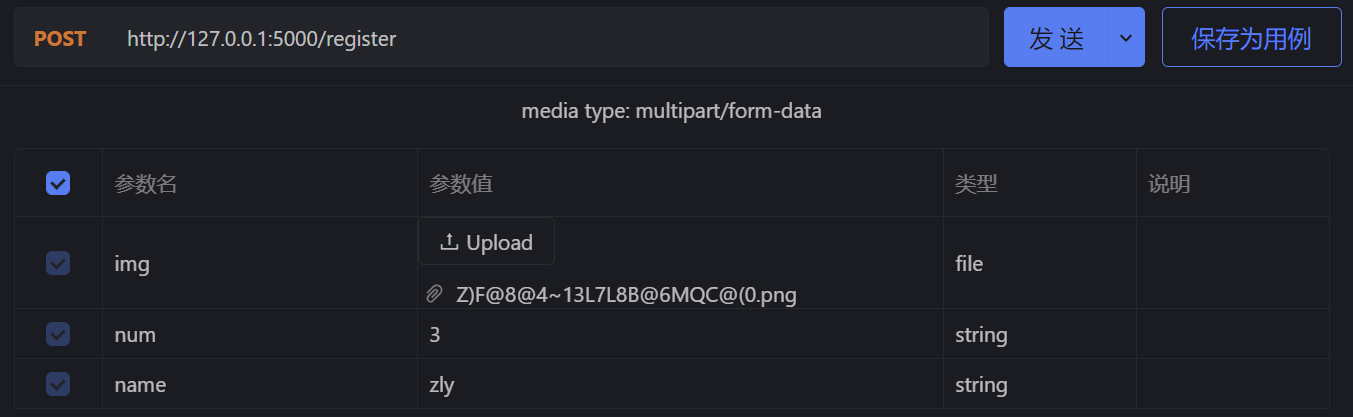 POST http://127.0.0.1:5000/register 发 送 保存为用例
media type: multipart/form-data
参数名 参数值 类型 说明
Upload
img file
Z)F@8@4~13L7L8B@6MQC@(0.png
num 3 string
name zly string